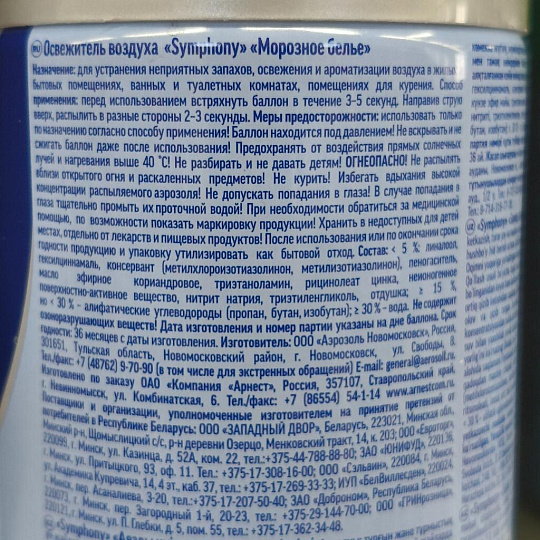 RU Освежитель воздуха «Symphony» «Морозное белье»
Назначение: для устранения неприятных запахов, освежения и ароматизации воздуха в жилых,
бытовых помещениях, ванных и туалетных комнатах, помещениях для курения. Способ
применения: перед использованием встряхнуть баллон в течение 3–5 секунд. Направив струю
вверх, распылить в разные стороны 2–3 секунды. Меры предосторожности: использовать только
по назначению согласно способу применения! Баллон находится под давлением! Не вскрывать и не
сжигать баллон даже после использования! Предохранять от воздействия прямых солнечных
лучей и нагревания выше 40 °С! Не разбирать и не давать детям! ОГНЕОПАСНО! Не распылять
вблизи открытого огня и раскаленных предметов! Не курить! Избегать вдыхания высокой
концентрации распыляемого аэрозоля! Не допускать попадания в глаза! В случае попадания в
глаза тщательно промыть их проточной водой! При необходимости обратиться за медицинской
помощью, по возможности показать маркировку продукции! Хранить в недоступных для детей
местах, отдельно от лекарств и пищевых продуктов! После использования или по окончании срока
годности продукцию и упаковку утилизировать как бытовой отход. Состав: < 5 %: линалоол,
гексилциннамаль, консервант (метилхлороизотиазолинон, метилизотиазолинон), пеногаситель,
масло эфирное кориандровое, триэтаноламин, рицинолеат цинка, неионогенное
поверхностно-активное вещество, нитрит натрия, триэтиленгликоль, отдушка; ≥ 15 %,
но < 30 % - алифатические углеводороды (пропан, бутан, изобутан); ≥ 30 % - вода. Не содержит
озоноразрушающих веществ! Дата изготовления и номер партии указаны на дне баллона. Срок
годности: 36 месяцев с даты изготовления. Изготовитель: ООО «Аэрозоль Новомосковск», Россия,
301651, Тульская область, Новомосковский район, г. Новомосковск, ул. Свободы, 8.
Тел./факс: +7 (48762) 9-70-90 (в том числе для экстренных обращений) E-mail: general@aerosol.ru.
Изготовлено по заказу ОАО «Компания «Арнест», Россия, 357107, Ставропольский край,
г. Невинномысск, ул. Комбинатская, 6. Тел./факс: +7 (86554) 54-1-14 www.arnestcom.ru.
Поставщики и организации, уполномоченные изготовителем на принятие претензий от
потребителей в Республике Беларусь: ООО «ЗАПАДНЫЙ ДВОР», Беларусь, 223021, Минская обл.,
Минский р-н, Щомыслицкий с/с, р-н деревни Озерцо, Менковский тракт, 14, к. 203; ООО «Евроторг»,
220099, г. Минск, ул. Казинца, д. 52А, ком. 22, тел.:+375-44-788-88-80; ЗАО «ЮНИФУД», 220136,
г. Минск, ул. Притыцкого, 93, оф. 11. Тел.: +375-17-308-16-00; ООО «Сэльвин», 220084, г. Минск,
ул. Академика Купревича, 14, 4 эт., каб. 37, тел.:+375-17-269-33-33; ИУП «БелВиллесден», 220024,
г. Минск, пер. Асаналиева, 3-20, тел.:+375-17-207-50-40; ЗАО «Доброном», Республика Беларусь,
220073, г. Минск, пер. Загородный 1-й, 20-23, тел.: +375-29-144-70-00; ООО «ГРИНрозница»,
220121, г. Минск, ул. П. Глебки, д. 5, пом. 55, тел.:+375-17-362-34-48.